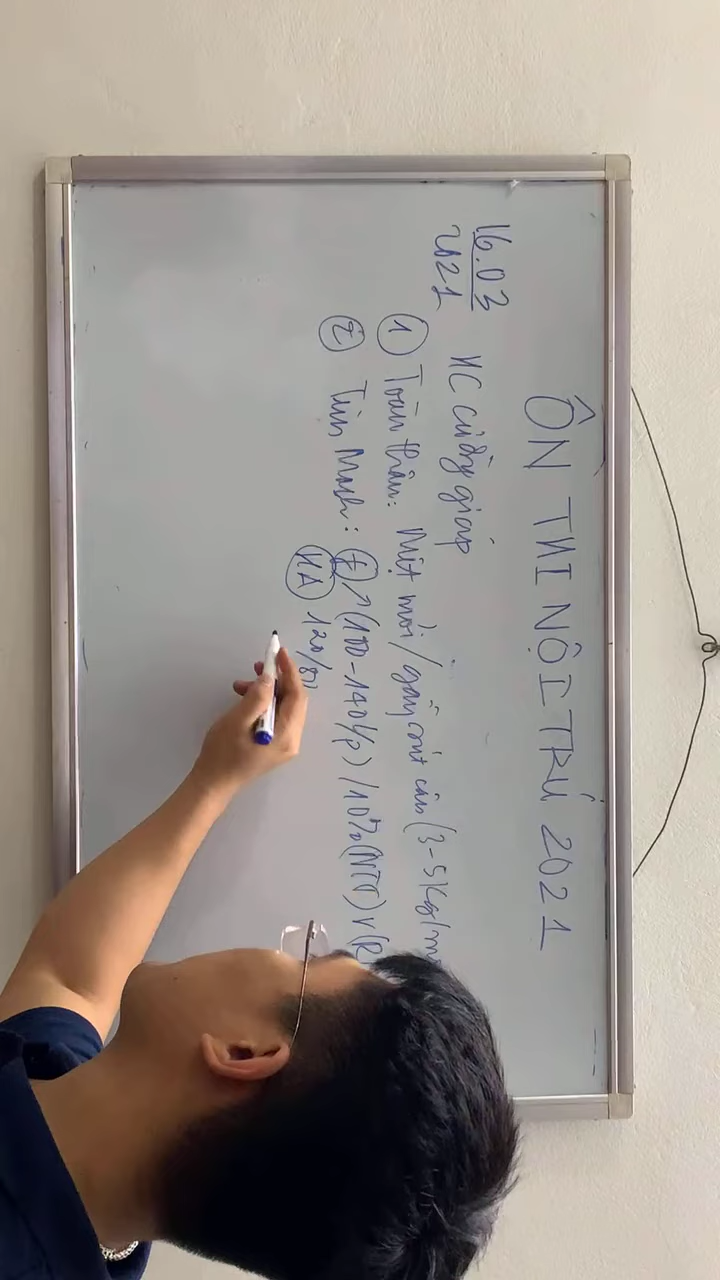 ÔN THI NỘI TRÚ 2021
16.03
2021
HC cường giáp
① Toàn thân: Mệt mỏi / gầy sút cân (3-5Kg/m
② Tim Mạch: f ↗ (100-140l/p) / 10% (NTT) v (R
HA 120/80